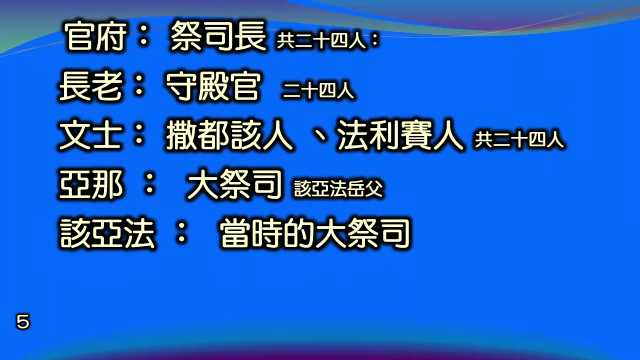 官府： 祭司長 共二十四人：
長老： 守殿官 二十四人
文士： 撒都該人 、法利賽人 共二十四人
亞那 ： 大祭司 該亞法岳父
該亞法 ： 當時的大祭司
5